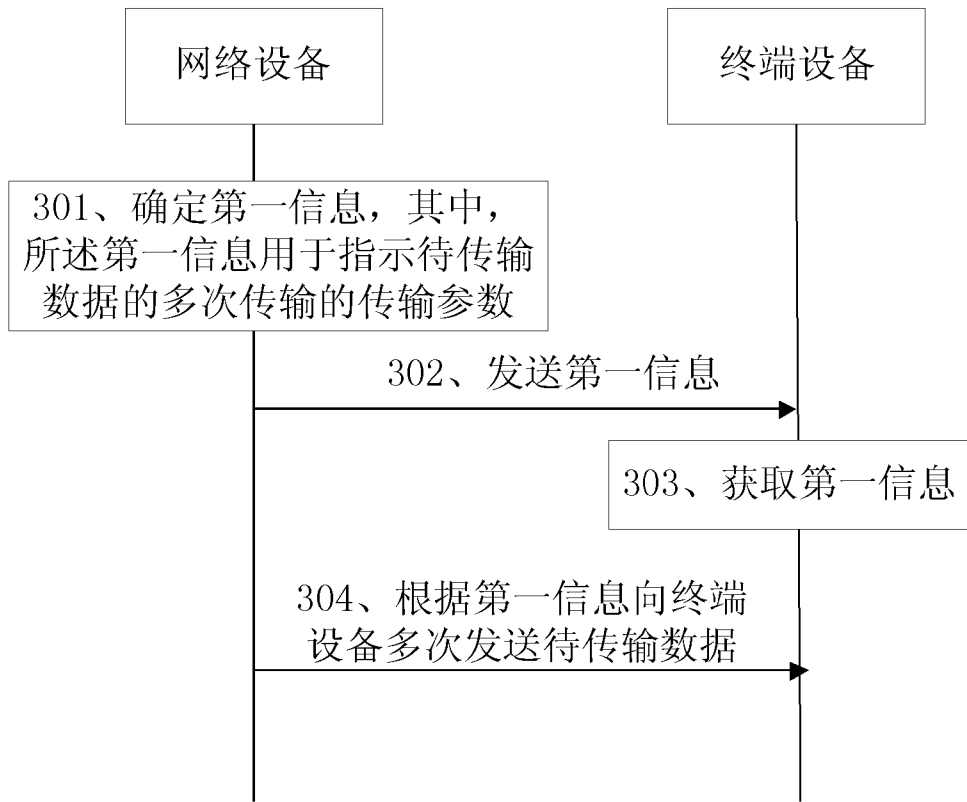 网络设备
终端设备
301、确定第一信息，其中，
所述第一信息用于指示待传输
数据的多次传输的传输参数
302、发送第一信息
303、获取第一信息
304、根据第一信息向终端
设备多次发送待传输数据